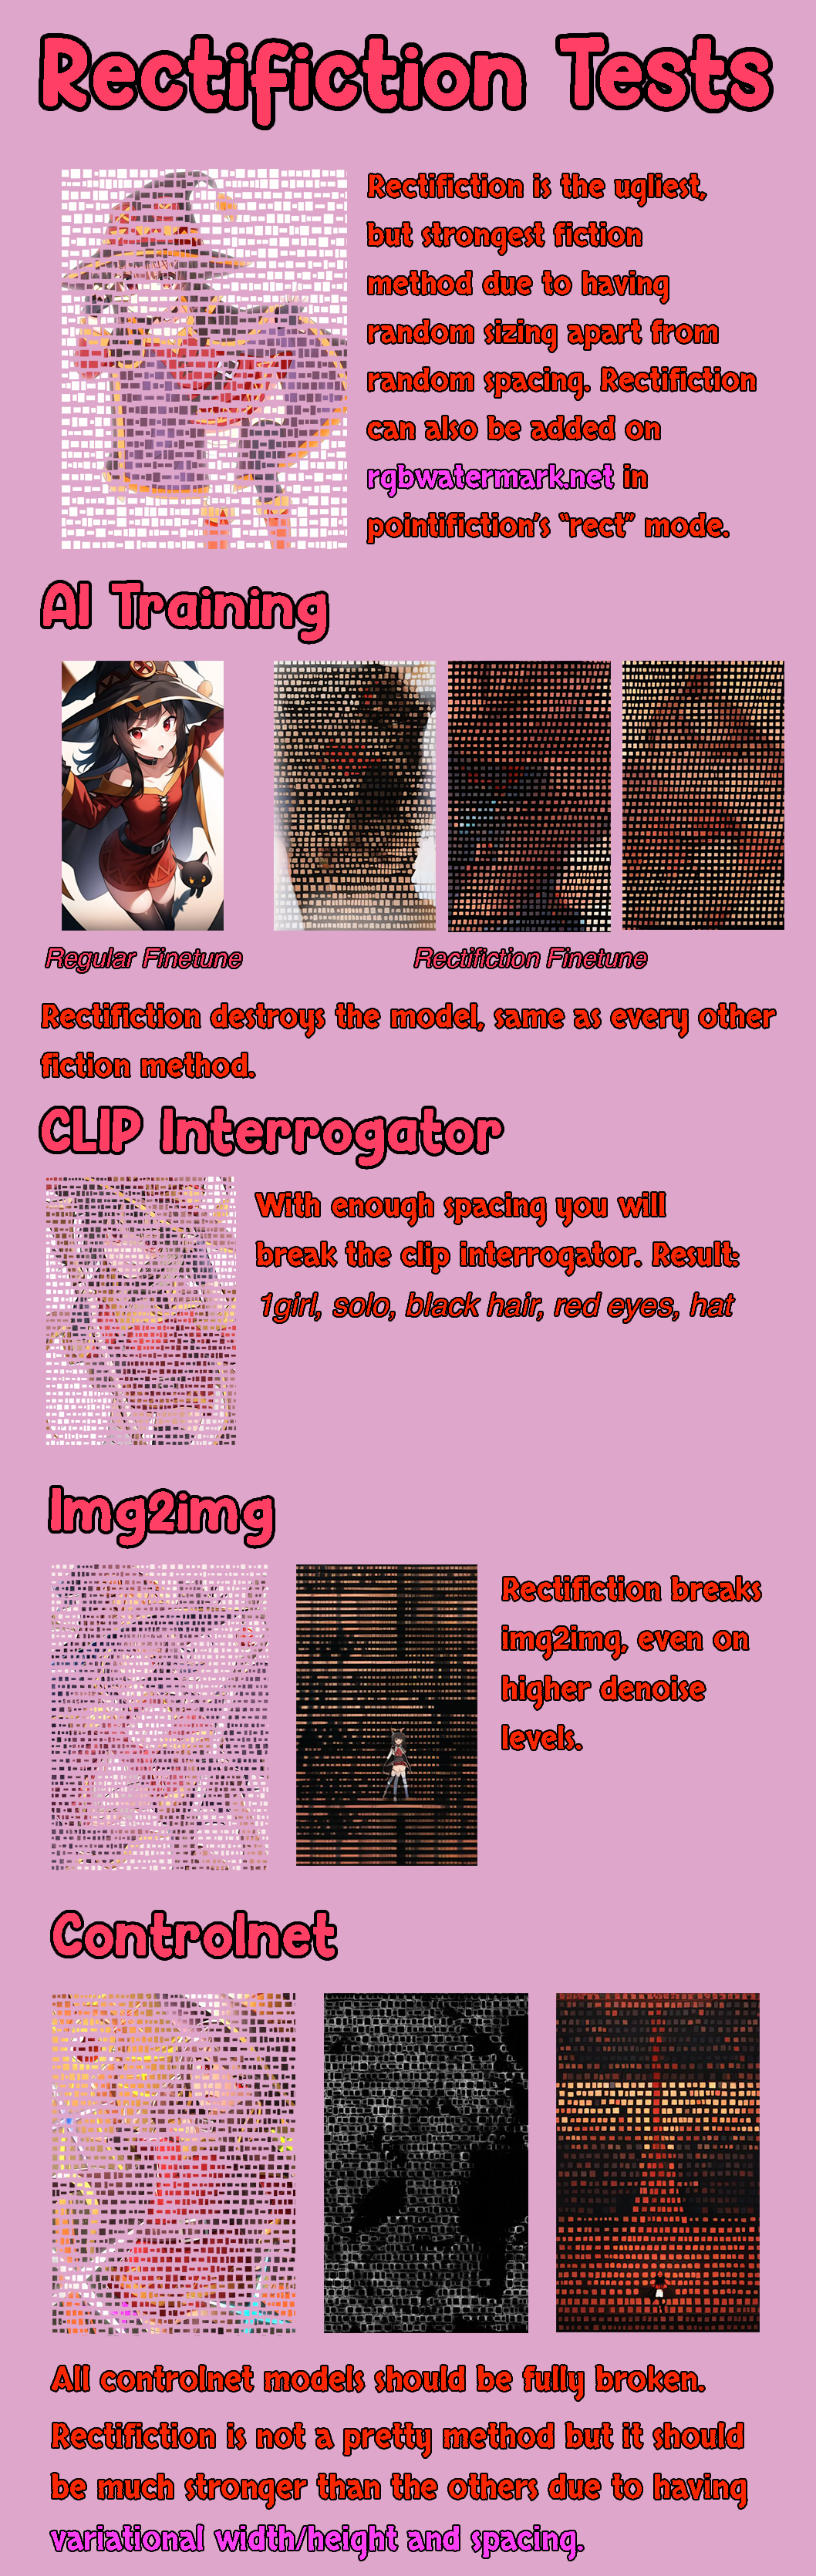 Rectifiction Tests
Rectifiction is the ugliest,
but strongest fiction
method due to having
random sizing apart from
random spacing. Rectifiction
can also be added on
rgbwatermark.net in
pointifiction's "rect" mode.
AI Training
Regular Finetune
Rectifiction Finetune
Rectifiction destroys the model, same as every other
fiction method.
CLIP Interrogator
With enough spacing you will
break the clip interrogator. Result:
1girl, solo, black hair, red eyes, hat
Img2img
Rectifiction breaks
img2img, even on
higher denoise
levels.
Controlnet
All controlnet models should be fully broken.
Rectifiction is not a pretty method but it should
be much stronger than the others due to having
variational width/height and spacing.